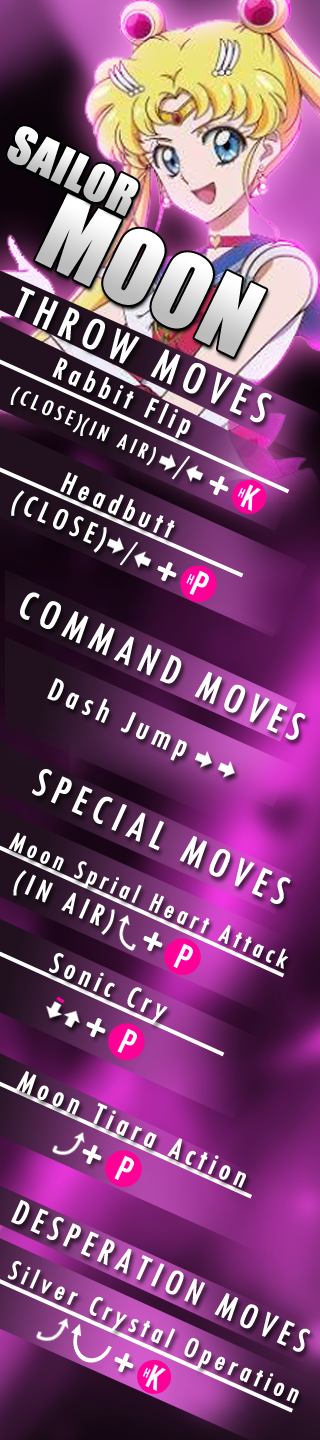 SAILOR
MOON
THROW MOVES
Rabbit Flip
(CLOSE)(IN AIR)→/← + HK
Headbutt
(CLOSE)→/← + HP
COMMAND MOVES
Dash Jump → →
SPECIAL MOVES
Moon Sprial Heart Attack
(IN AIR) + P
Sonic Cry
↓↑ + P
Moon Tiara Action
+ P
DESPERATION MOVES
Silver Crystal Operation
+ HK